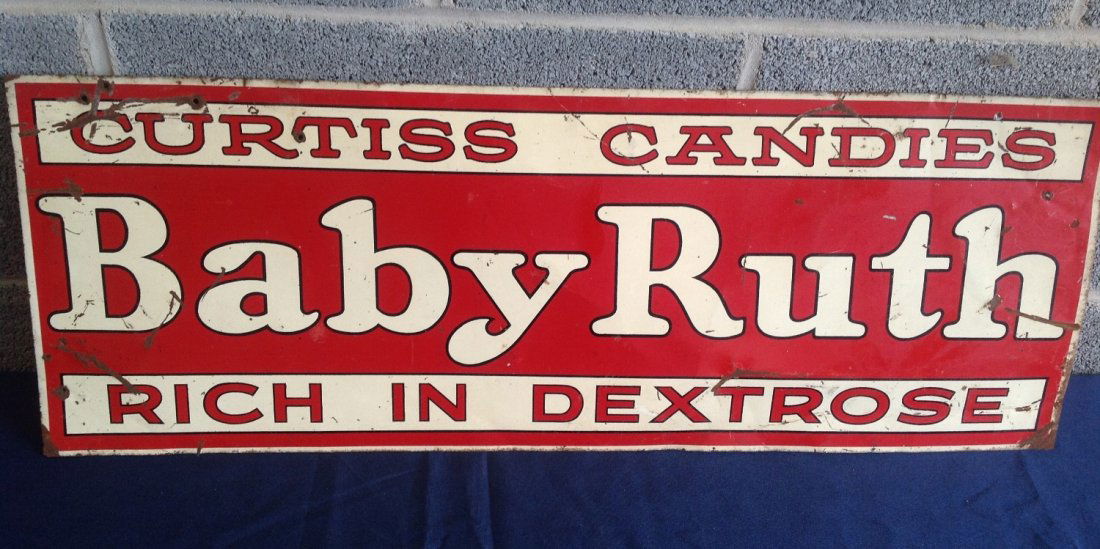 CURTISS CANDIES
Baby Ruth
RICH IN DEXTROSE